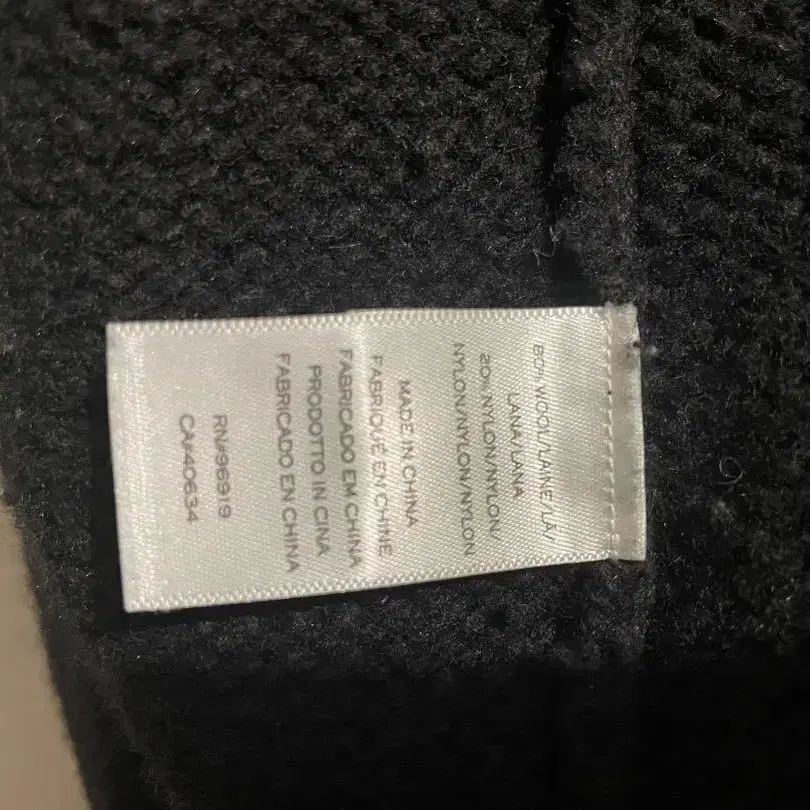 80% WOOL/LAINE/LÃ/
LANA/LANA
20% NYLON/NYLON/
NYLON/NYLON/NYLON
MADE IN CHINA
FABRIQUÉ EN CHINE
FABRICADO EM CHINA
PRODOTTO IN CINA
FABRICADO EN CHINA
RN#96919
CA#40634